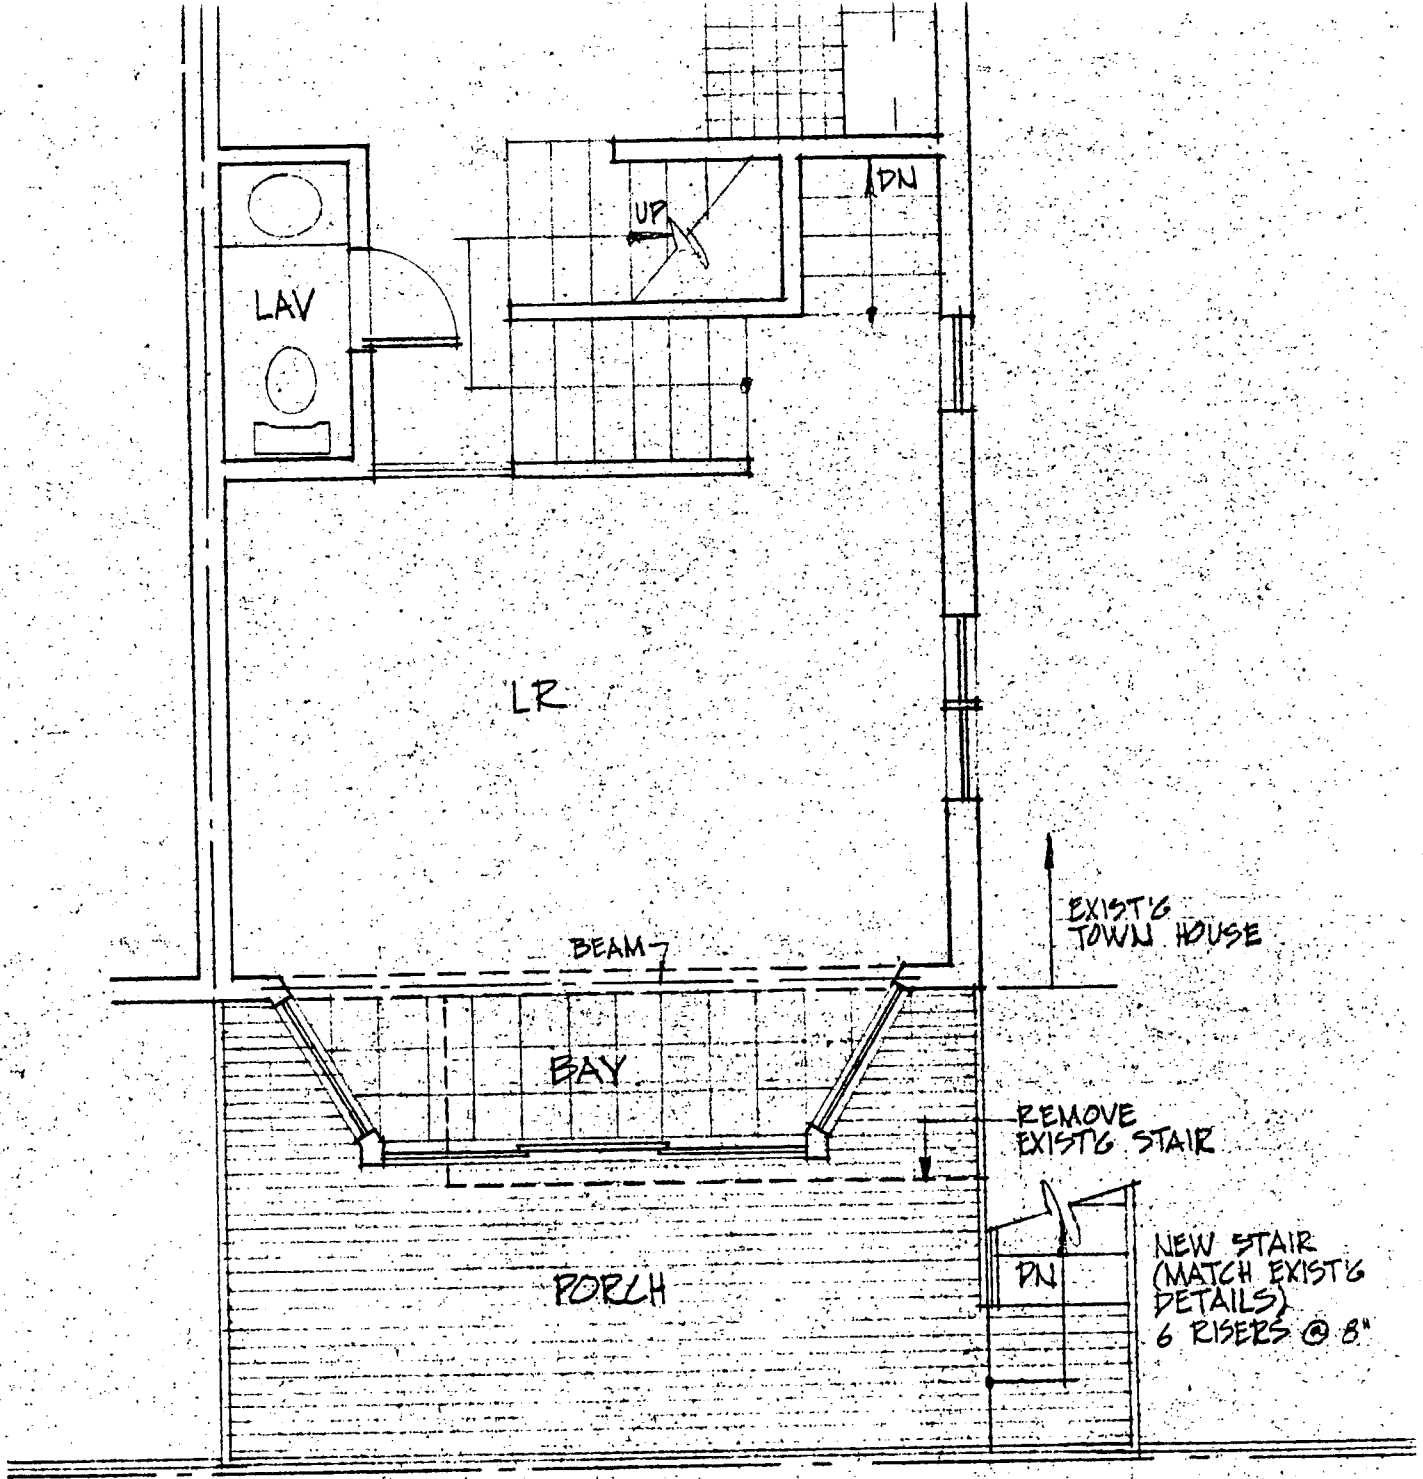 DN
UP
LAV
LR
EXIST'G
TOWN HOUSE
BEAM
BAY
REMOVE
EXIST'G STAIR
PORCH
DN
NEW STAIR
(MATCH EXIST'G
DETAILS)
6 RISERS @ 8"